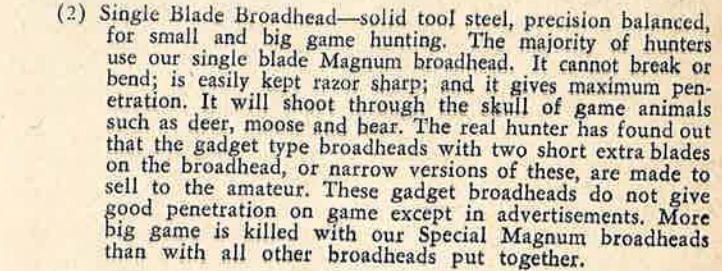 (2) Single Blade Broadhead—solid tool steel, precision balanced,
for small and big game hunting. The majority of hunters
use our single blade Magnum broadhead. It cannot break or
bend; is easily kept razor sharp; and it gives maximum pen-
etration. It will shoot through the skull of game animals
such as deer, moose and bear. The real hunter has found out
that the gadget type broadheads with two short extra blades
on the broadhead, or narrow versions of these, are made to
sell to the amateur. These gadget broadheads do not give
good penetration on game except in advertisements. More
big game is killed with our Special Magnum broadheads
than with all other broadheads put together.